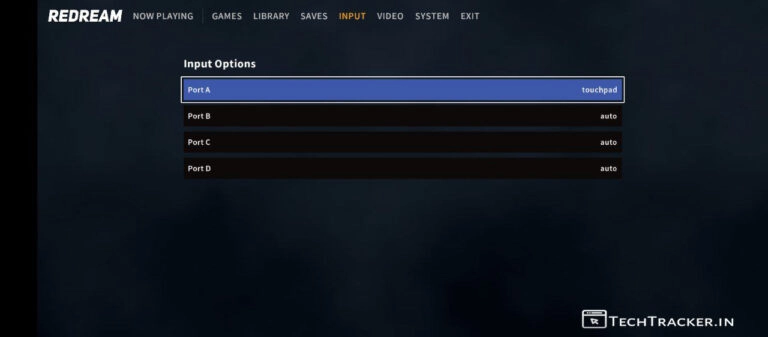 REDREAM NOW PLAYING GAMES LIBRARY SAVES INPUT VIDEO SYSTEM EXIT
Input Options
Port A touchpad
Port B auto
Port C auto
Port D auto
TECHTRACKER.IN